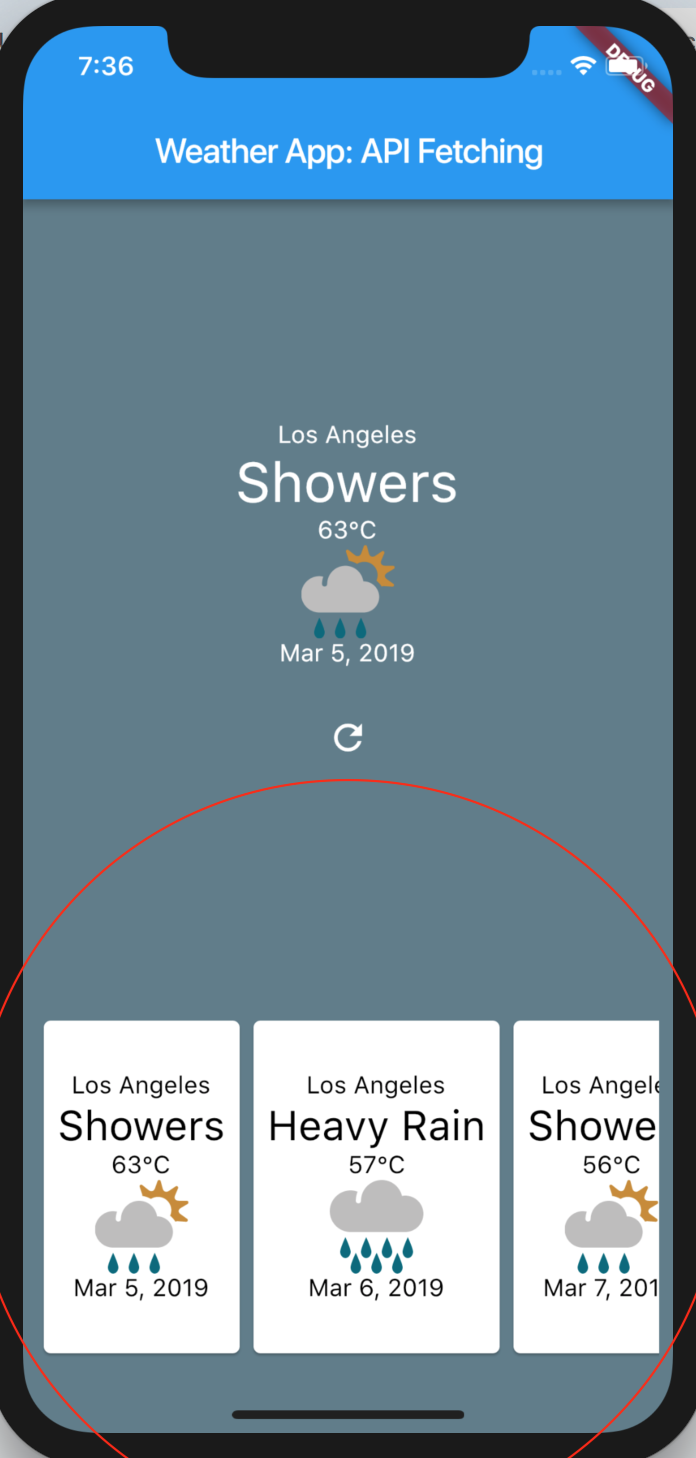 7:36
DEBUG
Weather App: API Fetching
Los Angeles
Showers
63°C
Mar 5, 2019
Los Angeles
Showers
63°C
Mar 5, 2019
Los Angeles
Heavy Rain
57°C
Mar 6, 2019
Los Angele
Showe
56°C
Mar 7, 201